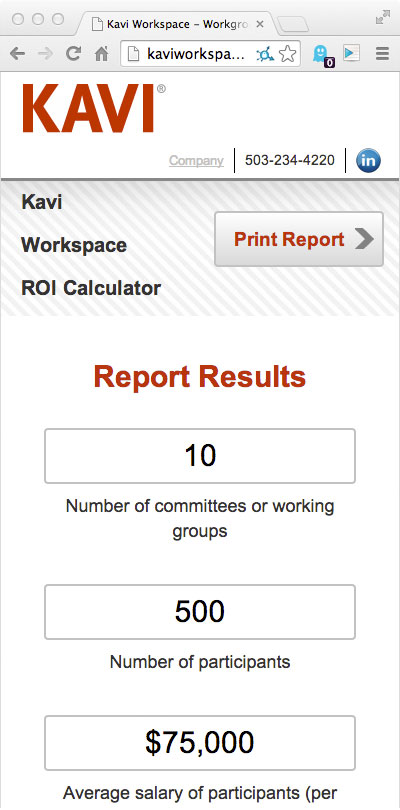 Kavi Workspace – Workgro
kaviworkspa...
0
KAVI®
Company
503-234-4220
in
Kavi
Workspace
ROI Calculator
Print Report
Report Results
10
Number of committees or working
groups
500
Number of participants
$75,000
Average salary of participants (per